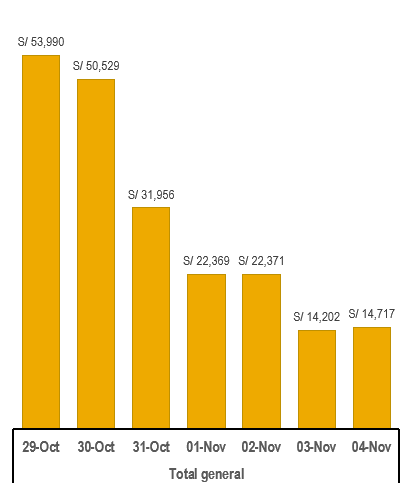 S/ 53,990
S/ 50,529
S/ 31,956
S/ 22,369
S/ 22,371
S/ 14,202
S/ 14,717
29-Oct 30-Oct 31-Oct 01-Nov 02-Nov 03-Nov 04-Nov
Total general